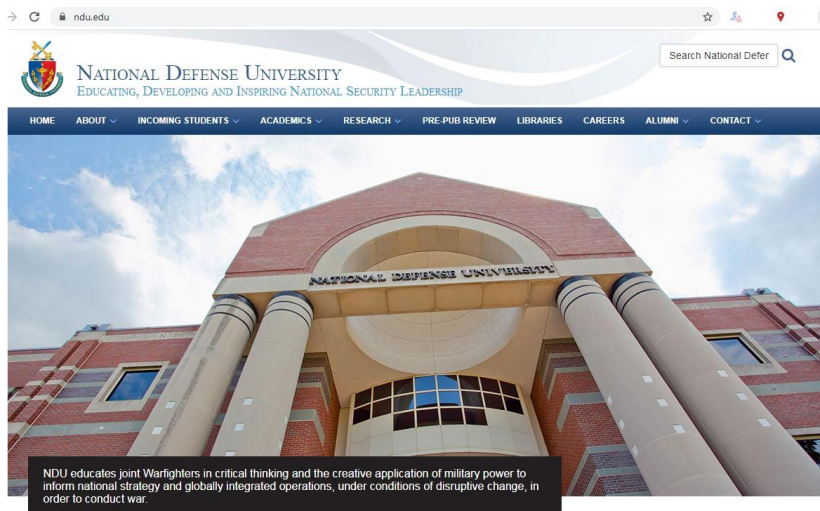 ndu.edu
Search National Defer
NATIONAL DEFENSE UNIVERSITY
EDUCATING, DEVELOPING AND INSPIRING NATIONAL SECURITY LEADERSHIP
HOME ABOUT INCOMING STUDENTS ACADEMICS RESEARCH PRE-PUB REVIEW LIBRARIES CAREERS ALUMNI CONTACT
NATIONAL DEFENSE UNIVERSITY
NDU educates joint Warfighters in critical thinking and the creative application of military power to
inform national strategy and globally integrated operations, under conditions of disruptive change, in
order to conduct war.